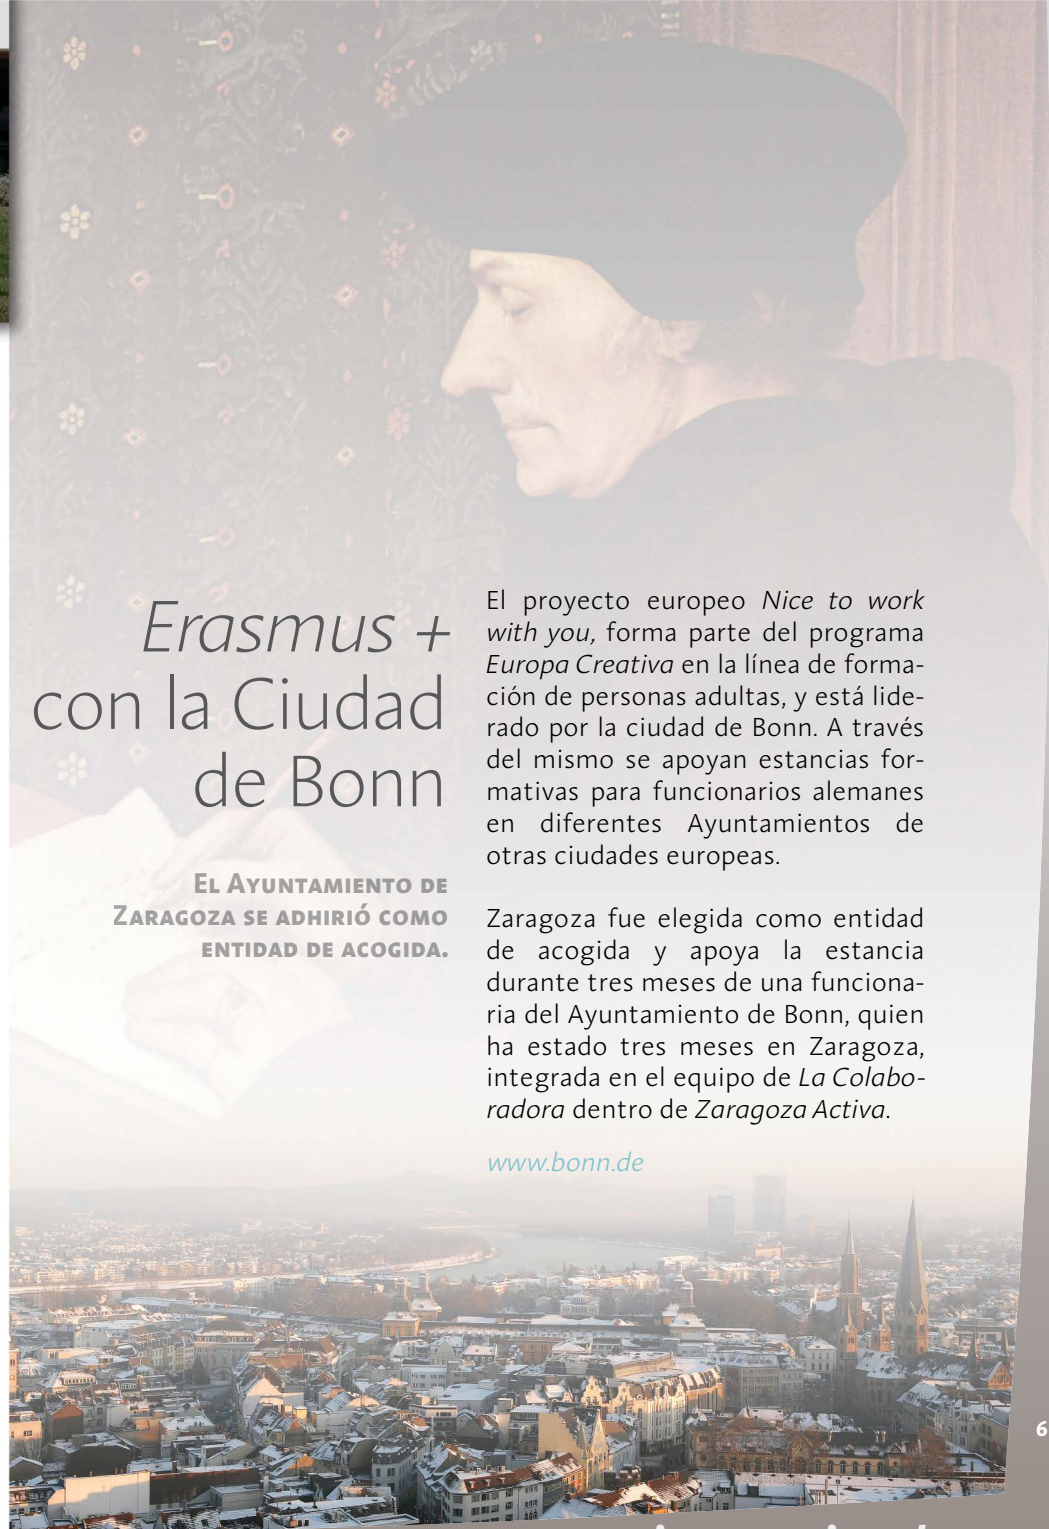 Erasmus +
con la Ciudad
de Bonn
El Ayuntamiento de
Zaragoza se adhirió como
entidad de acogida.
El proyecto europeo Nice to work
with you, forma parte del programa
Europa Creativa en la línea de forma-
ción de personas adultas, y está lide-
rado por la ciudad de Bonn. A través
del mismo se apoyan estancias for-
mativas para funcionarios alemanes
en diferentes Ayuntamientos de
otras ciudades europeas.
Zaragoza fue elegida como entidad
de acogida y apoya la estancia
durante tres meses de una funciona-
ria del Ayuntamiento de Bonn, quien
ha estado tres meses en Zaragoza,
integrada en el equipo de La Colabo-
radora dentro de Zaragoza Activa.
www.bonn.de
6